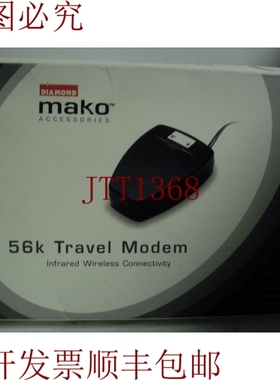 图必究
DIAMOND
mako™
ACCESSORIES
JTT1368
56k Travel Modem
Infrared Wireless Connectivity
开发票顺丰包邮